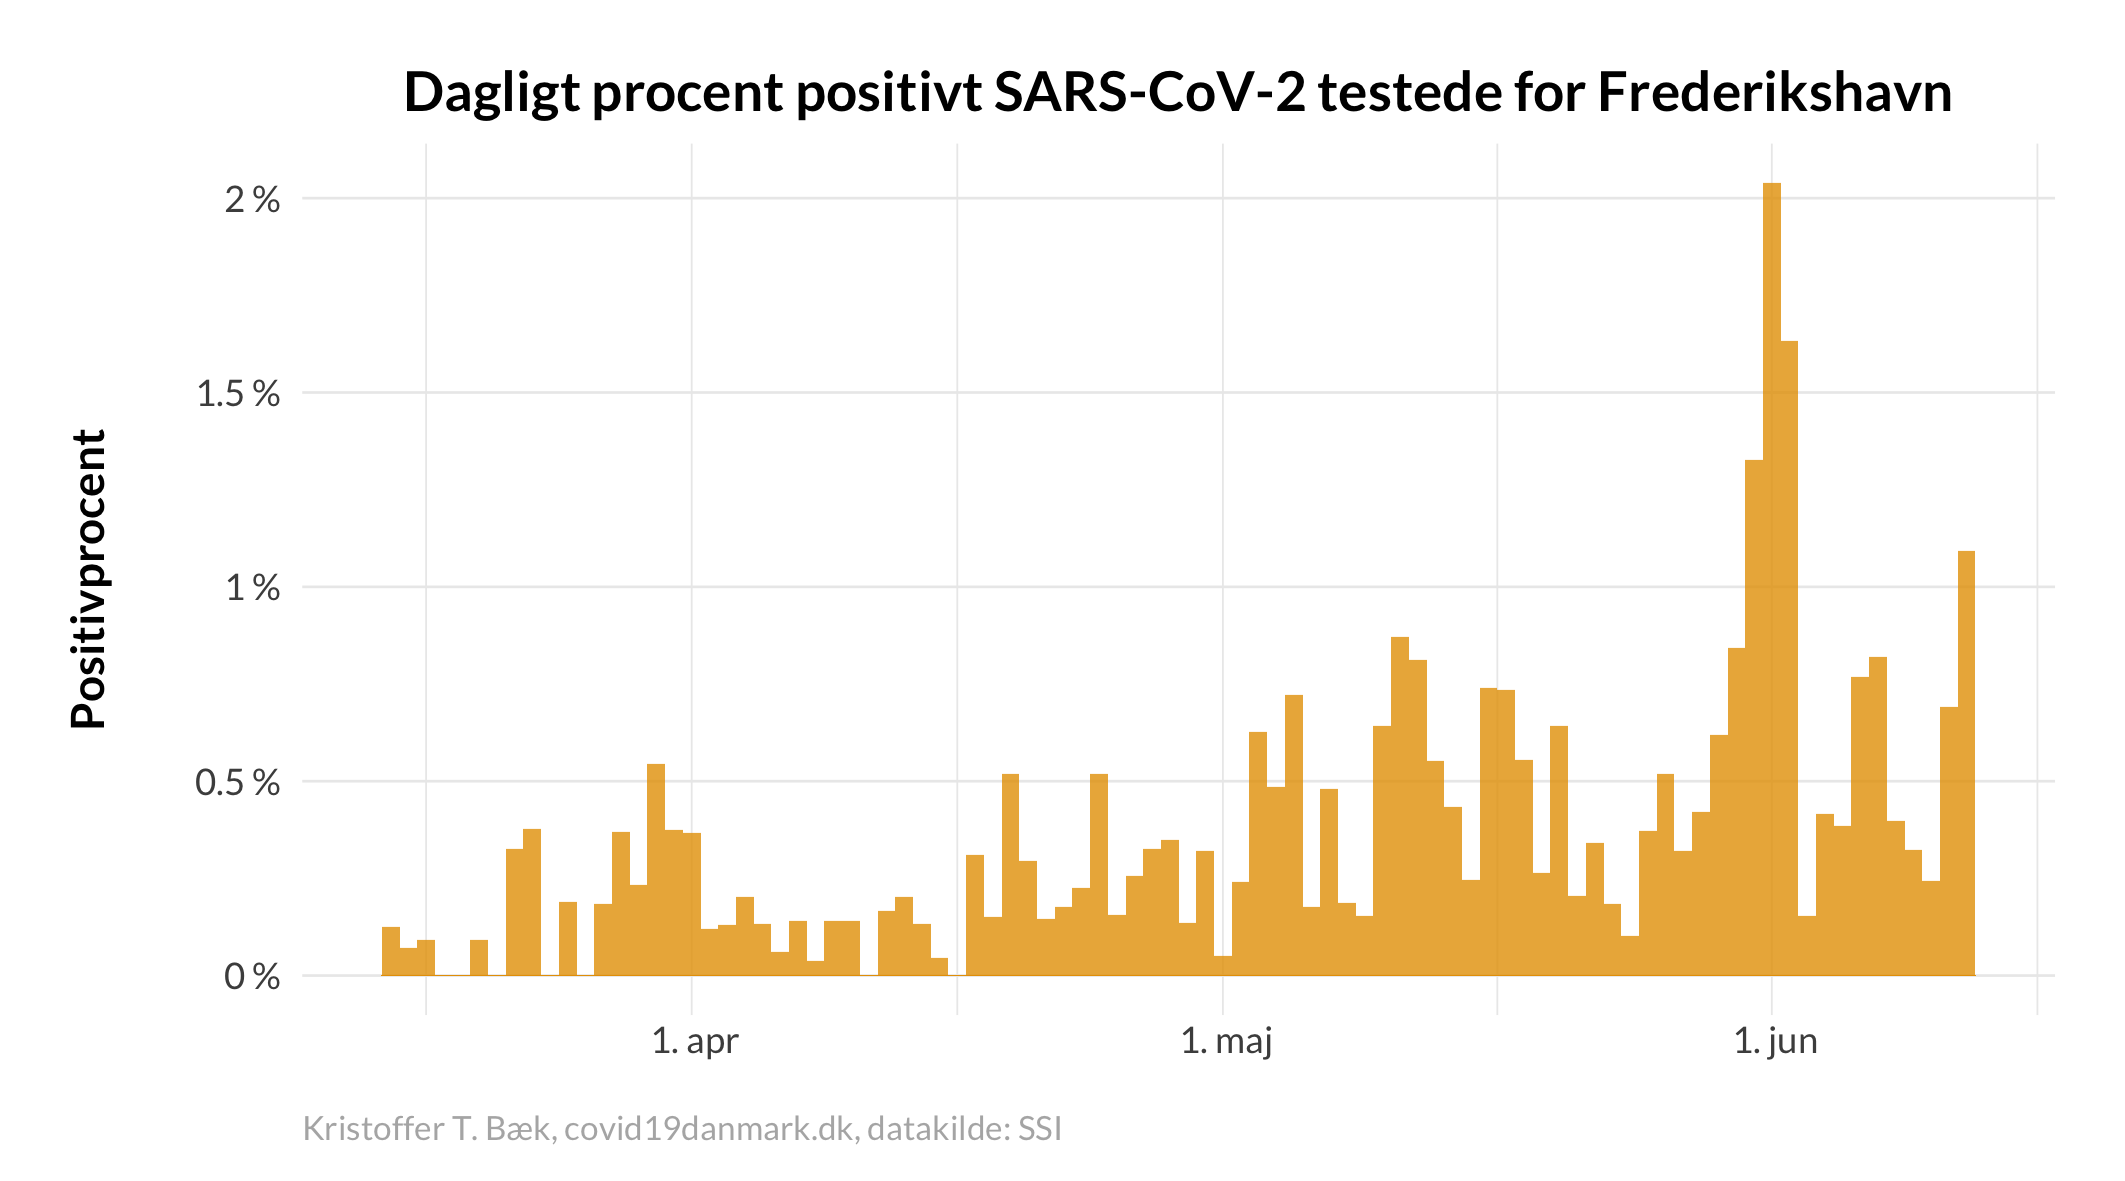 Dagligt procent positivt SARS-CoV-2 testede for Frederikshavn
Positivprocent
2 %
1.5 %
1 %
0.5 %
0 %
1. apr
1. maj
1. jun
Kristoffer T. Bæk, covid19danmark.dk, datakilde: SSI